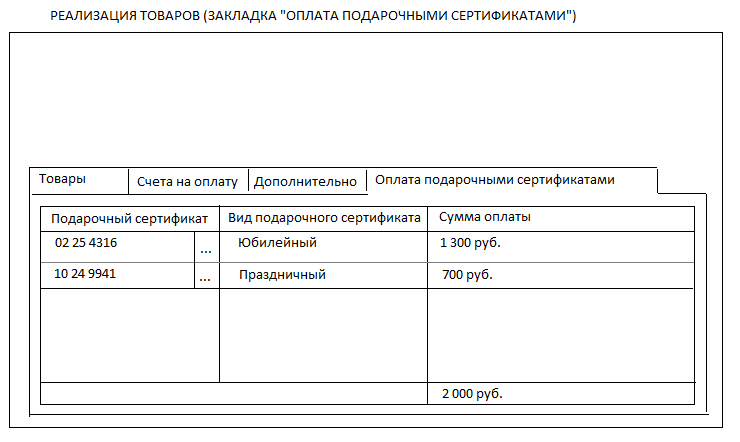 РЕАЛИЗАЦИЯ ТОВАРОВ (ЗАКЛАДКА "ОПЛАТА ПОДАРОЧНЫМИ СЕРТИФИКАТАМИ")
Товары Счета на оплату Дополнительно Оплата подарочными сертификатами
Подарочный сертификат Вид подарочного сертификата Сумма оплаты
02 25 4316 ... Юбилейный 1 300 руб.
10 24 9941 ... Праздничный 700 руб.
2 000 руб.